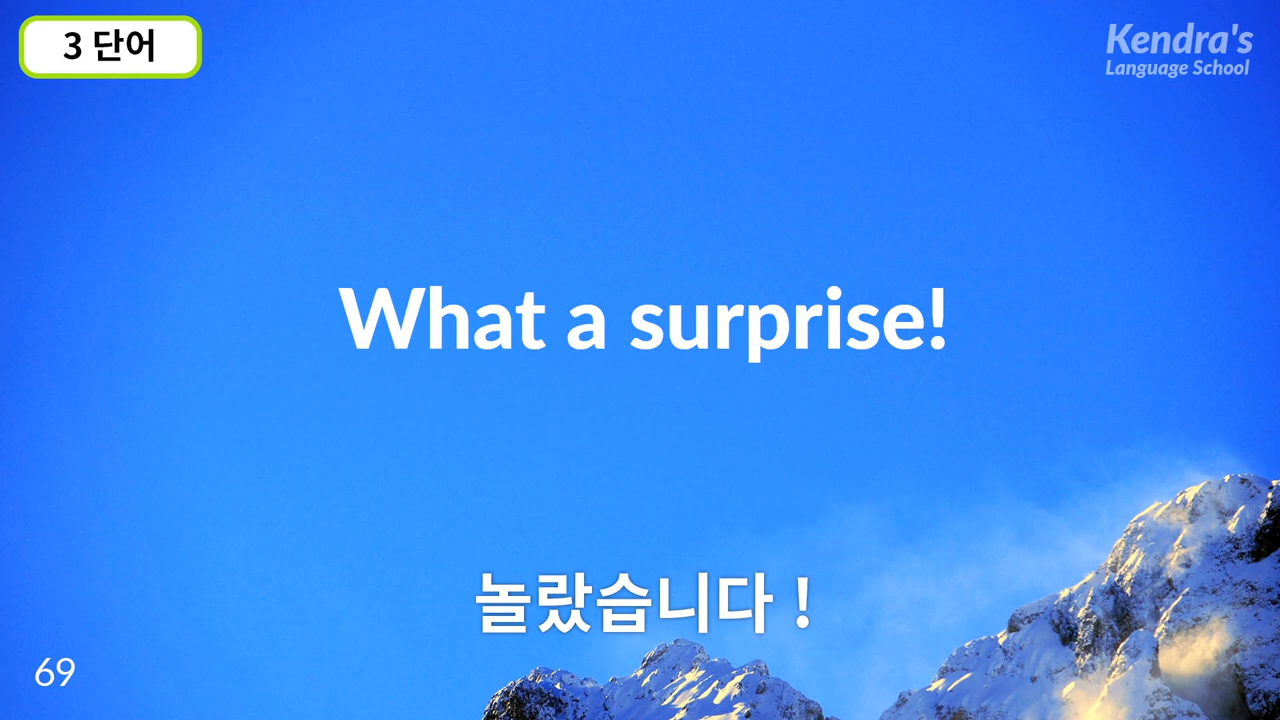 3 단어
Kendra's
Language School
What a surprise!
놀랐습니다 !
69